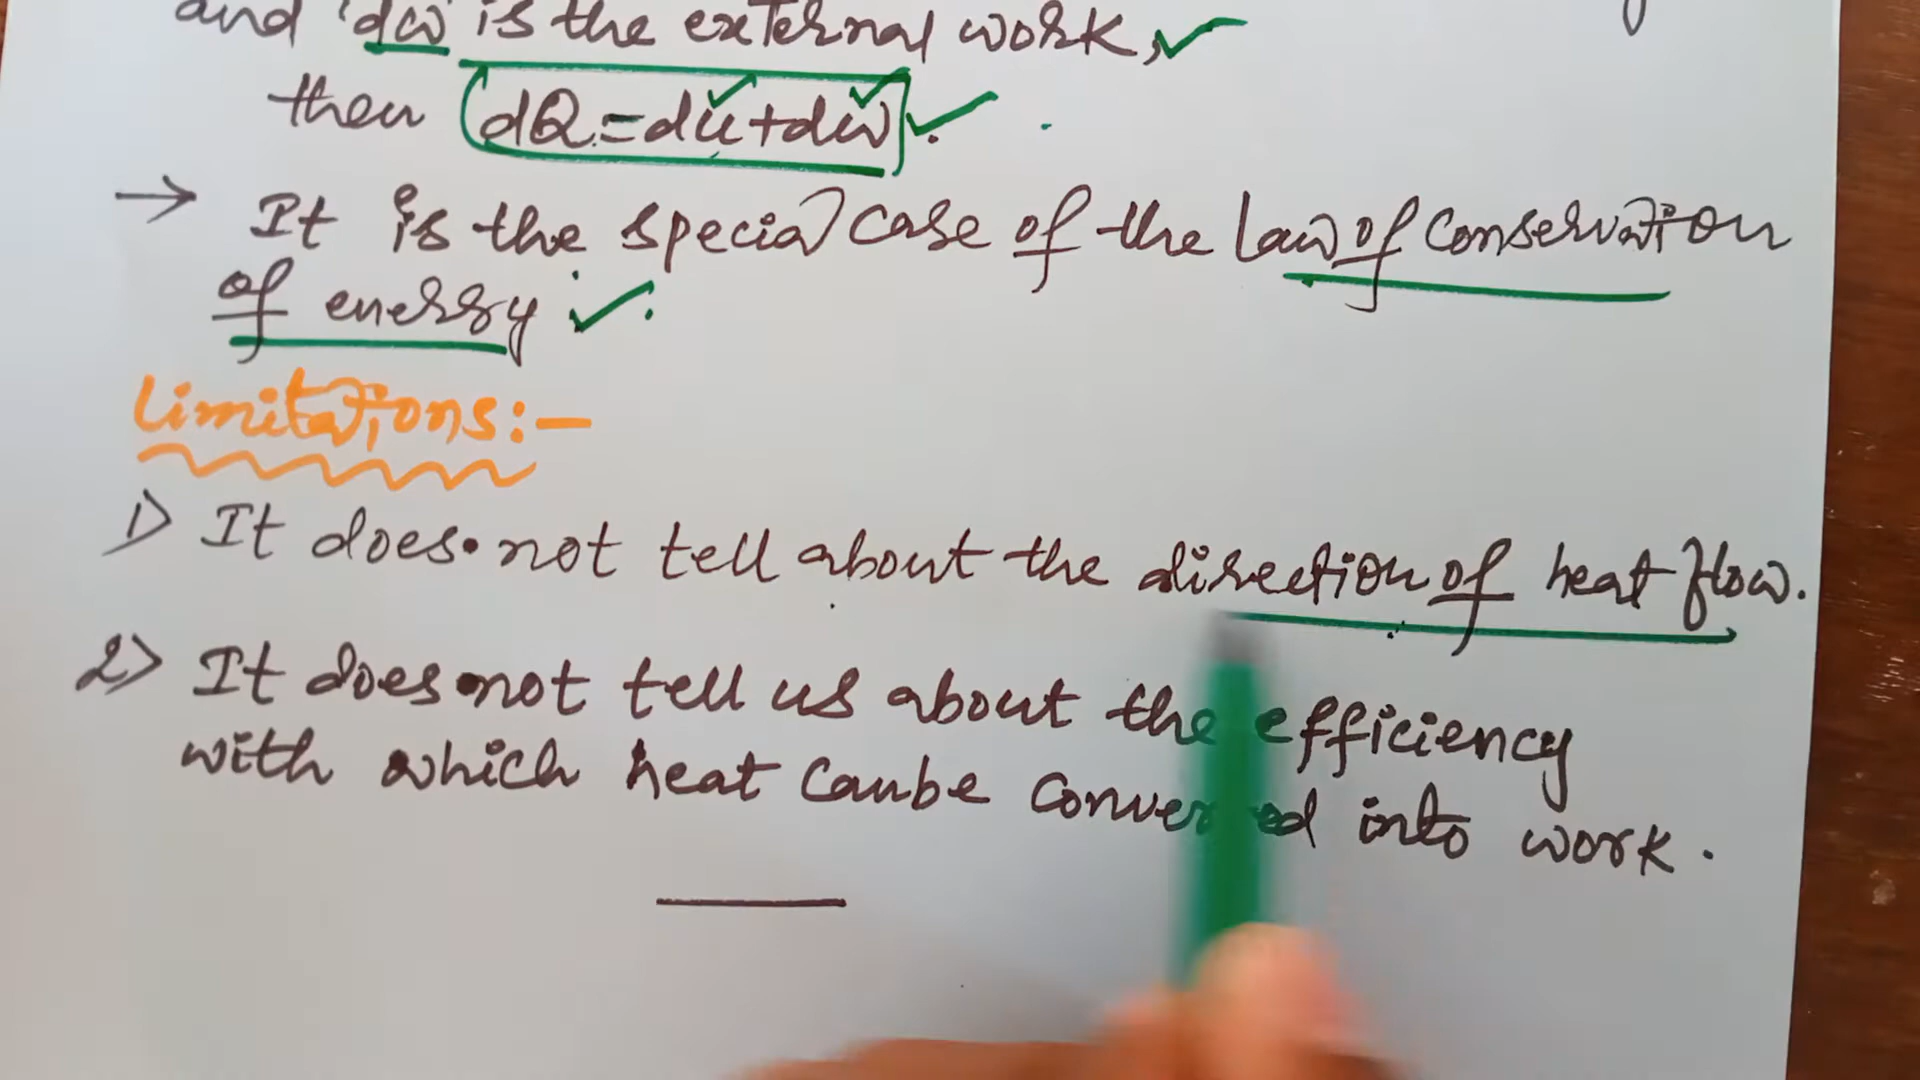 and 'dw' is the external work,
then dQ=du+dw.
→ It is the special case of the law of conservation
of energy
Limitations:-
1) It does not tell about the direction of heat flow.
2) It does not tell us about the efficiency
with which heat can be converted into work.